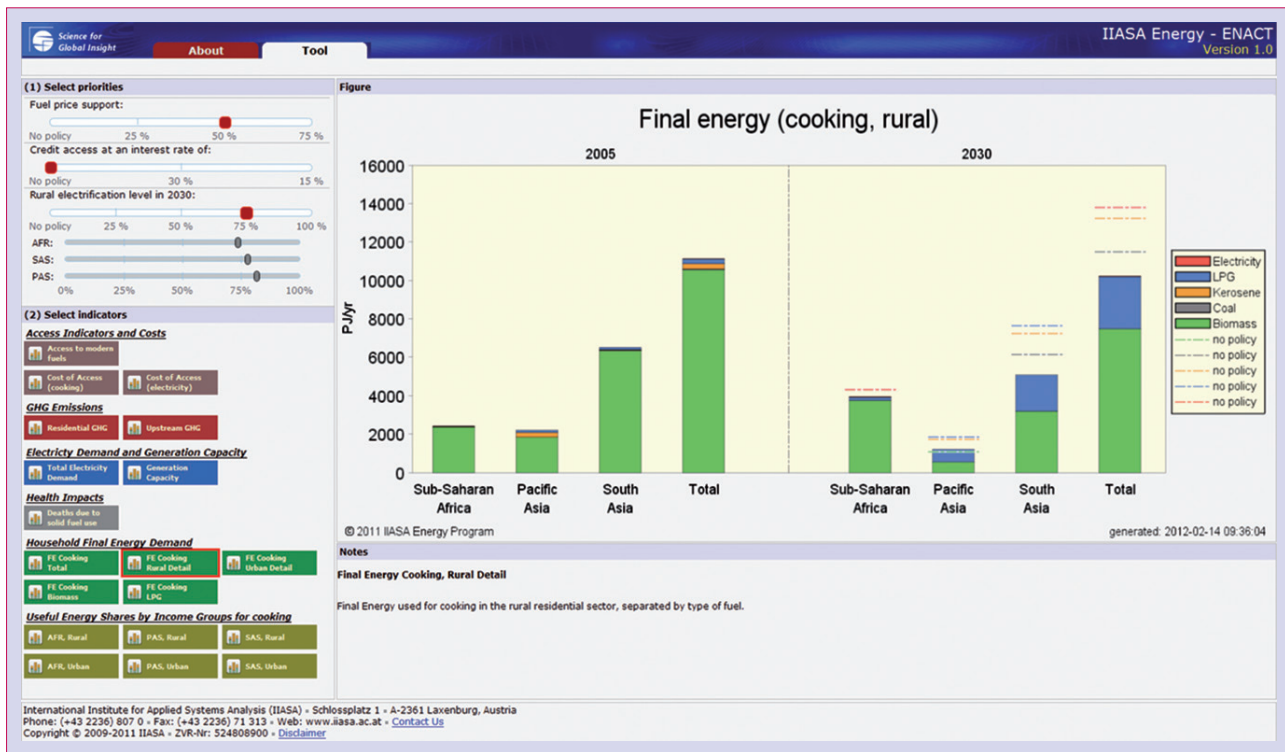 Science for
Global Insight
About
Tool
IIASA Energy - ENACT
Version 1.0
(1) Select priorities
Fuel price support:
No policy 25 % 50 % 75 %
Credit access at an interest rate of:
No policy 30 % 15 %
Rural electrification level in 2030:
No policy 25 % 50 % 75 % 100 %
AFR:
SAS:
PAS:
0% 25% 50% 75% 100%
(2) Select indicators
Access Indicators and Costs
Access to modern
fuels
Cost of Access
(cooking)
Cost of Access
(electricity)
GHG Emissions
Residential GHG
Upstream GHG
Electricty Demand and Generation Capacity
Total Electricity
Demand
Generation
Capacity
Health Impacts
Deaths due to
solid fuel use
Household Final Energy Demand
FE Cooking
Total
FE Cooking
Rural Detail
FE Cooking
Urban Detail
FE Cooking
Biomass
FE Cooking
LPG
Useful Energy Shares by Income Groups for cooking
AFR, Rural
PAS, Rural
SAS, Rural
AFR, Urban
PAS, Urban
SAS, Urban
Figure
Final energy (cooking, rural)
2005
2030
PJ/yr
16000
14000
12000
10000
8000
6000
4000
2000
0
Sub-Saharan
Africa
Pacific
Asia
South
Asia
Total
Sub-Saharan
Africa
Pacific
Asia
South
Asia
Total
Electricity
LPG
Kerosene
Coal
Biomass
no policy
no policy
no policy
no policy
no policy
© 2011 IIASA Energy Program
generated: 2012-02-14 09:36:04
Notes
Final Energy Cooking, Rural Detail
Final Energy used for cooking in the rural residential sector, separated by type of fuel.
International Institute for Applied Systems Analysis (IIASA) • Schlossplatz 1 • A-2361 Laxenburg, Austria
Phone: (+43 2236) 807 0 • Fax: (+43 2236) 71 313 • Web: www.iiasa.ac.at • Contact Us
Copyright © 2009-2011 IIASA • ZVR-Nr: 524808900 • Disclaimer